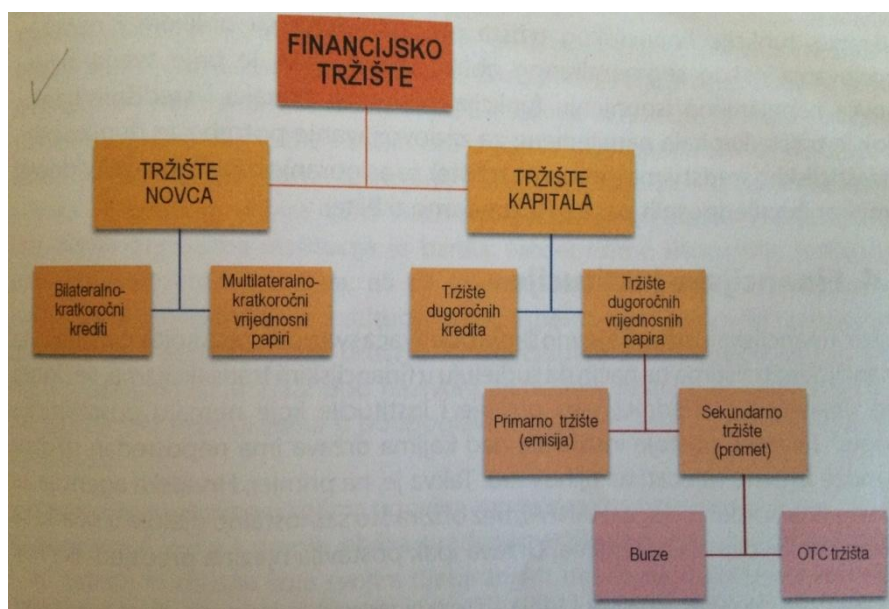 FINANCIJSKO
TRŽIŠTE
TRŽIŠTE
NOVCA
TRŽIŠTE
KAPITALA
Bilateralno-
kratkoročni
krediti
Multilateralno-
kratkoročni
vrijednosni
papiri
Tržište
dugoročnih
kredita
Tržište
dugoročnih
vrijednosnih
papira
Primarno tržište
(emisija)
Sekundarno
tržište
(promet)
Burze
OTC tržišta